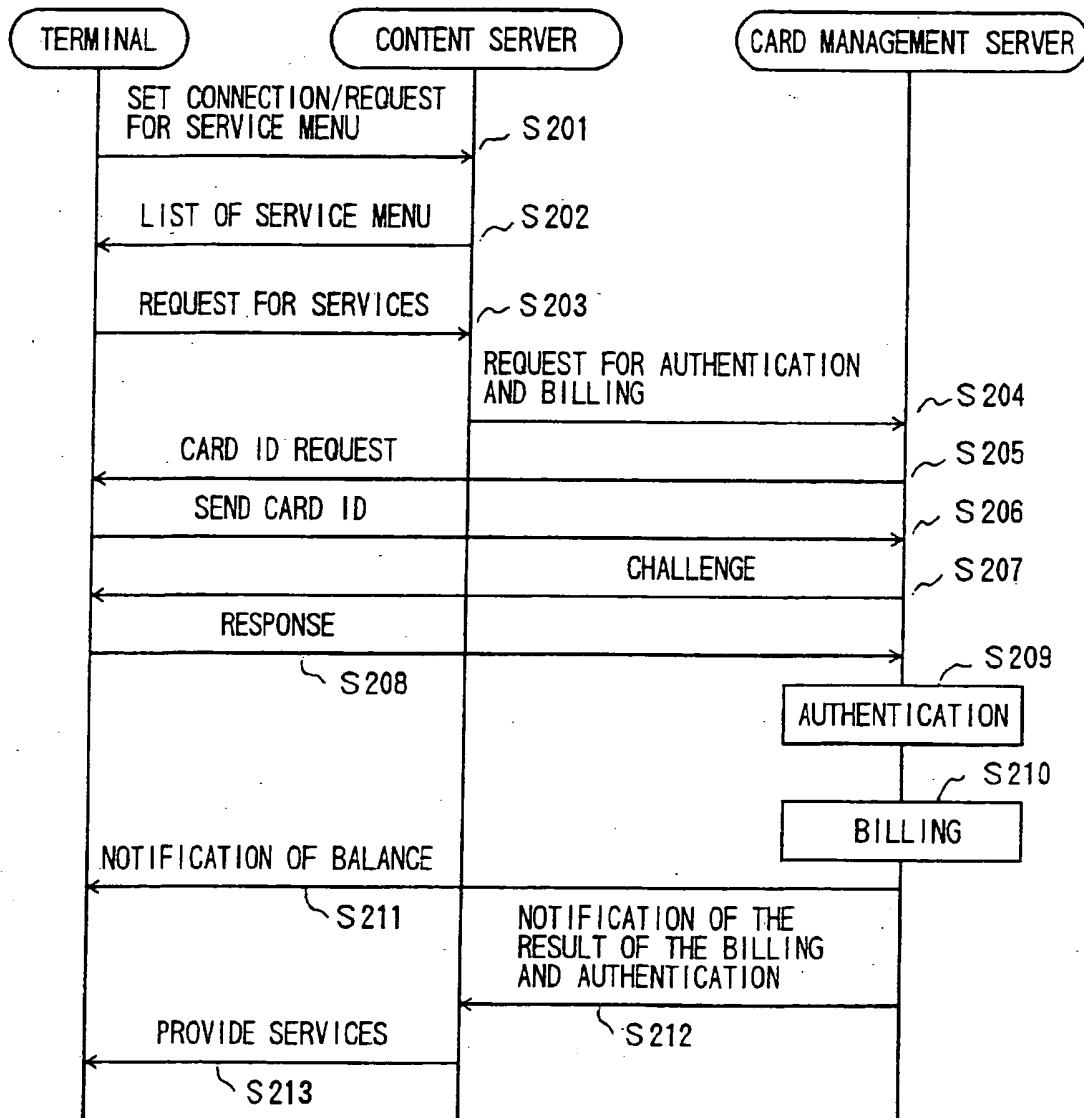 TERMINAL
CONTENT SERVER
CARD MANAGEMENT SERVER
SET CONNECTION/REQUEST
FOR SERVICE MENU
S201
LIST OF SERVICE MENU
S202
REQUEST FOR SERVICES
S203
REQUEST FOR AUTHENTICATION
AND BILLING
S204
CARD ID REQUEST
S205
SEND CARD ID
S206
CHALLENGE
S207
RESPONSE
S208
S209
AUTHENTICATION
S210
BILLING
NOTIFICATION OF BALANCE
S211
NOTIFICATION OF THE
RESULT OF THE BILLING
AND AUTHENTICATION
S212
PROVIDE SERVICES
S213